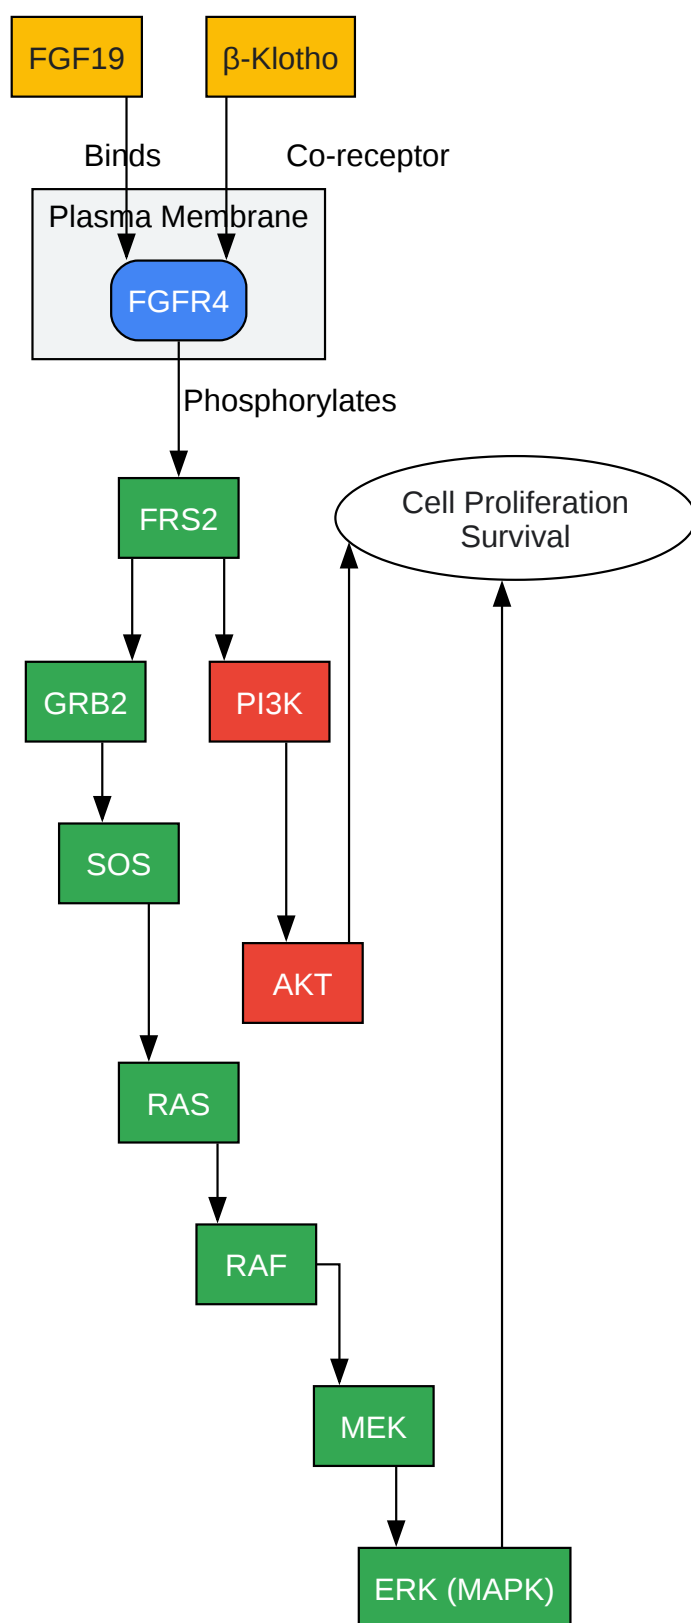 FGF19
β-Klotho
Binds
Co-receptor
Plasma Membrane
FGFR4
Phosphorylates
FRS2
Cell Proliferation
Survival
GRB2
PI3K
SOS
AKT
RAS
RAF
MEK
ERK (MAPK)